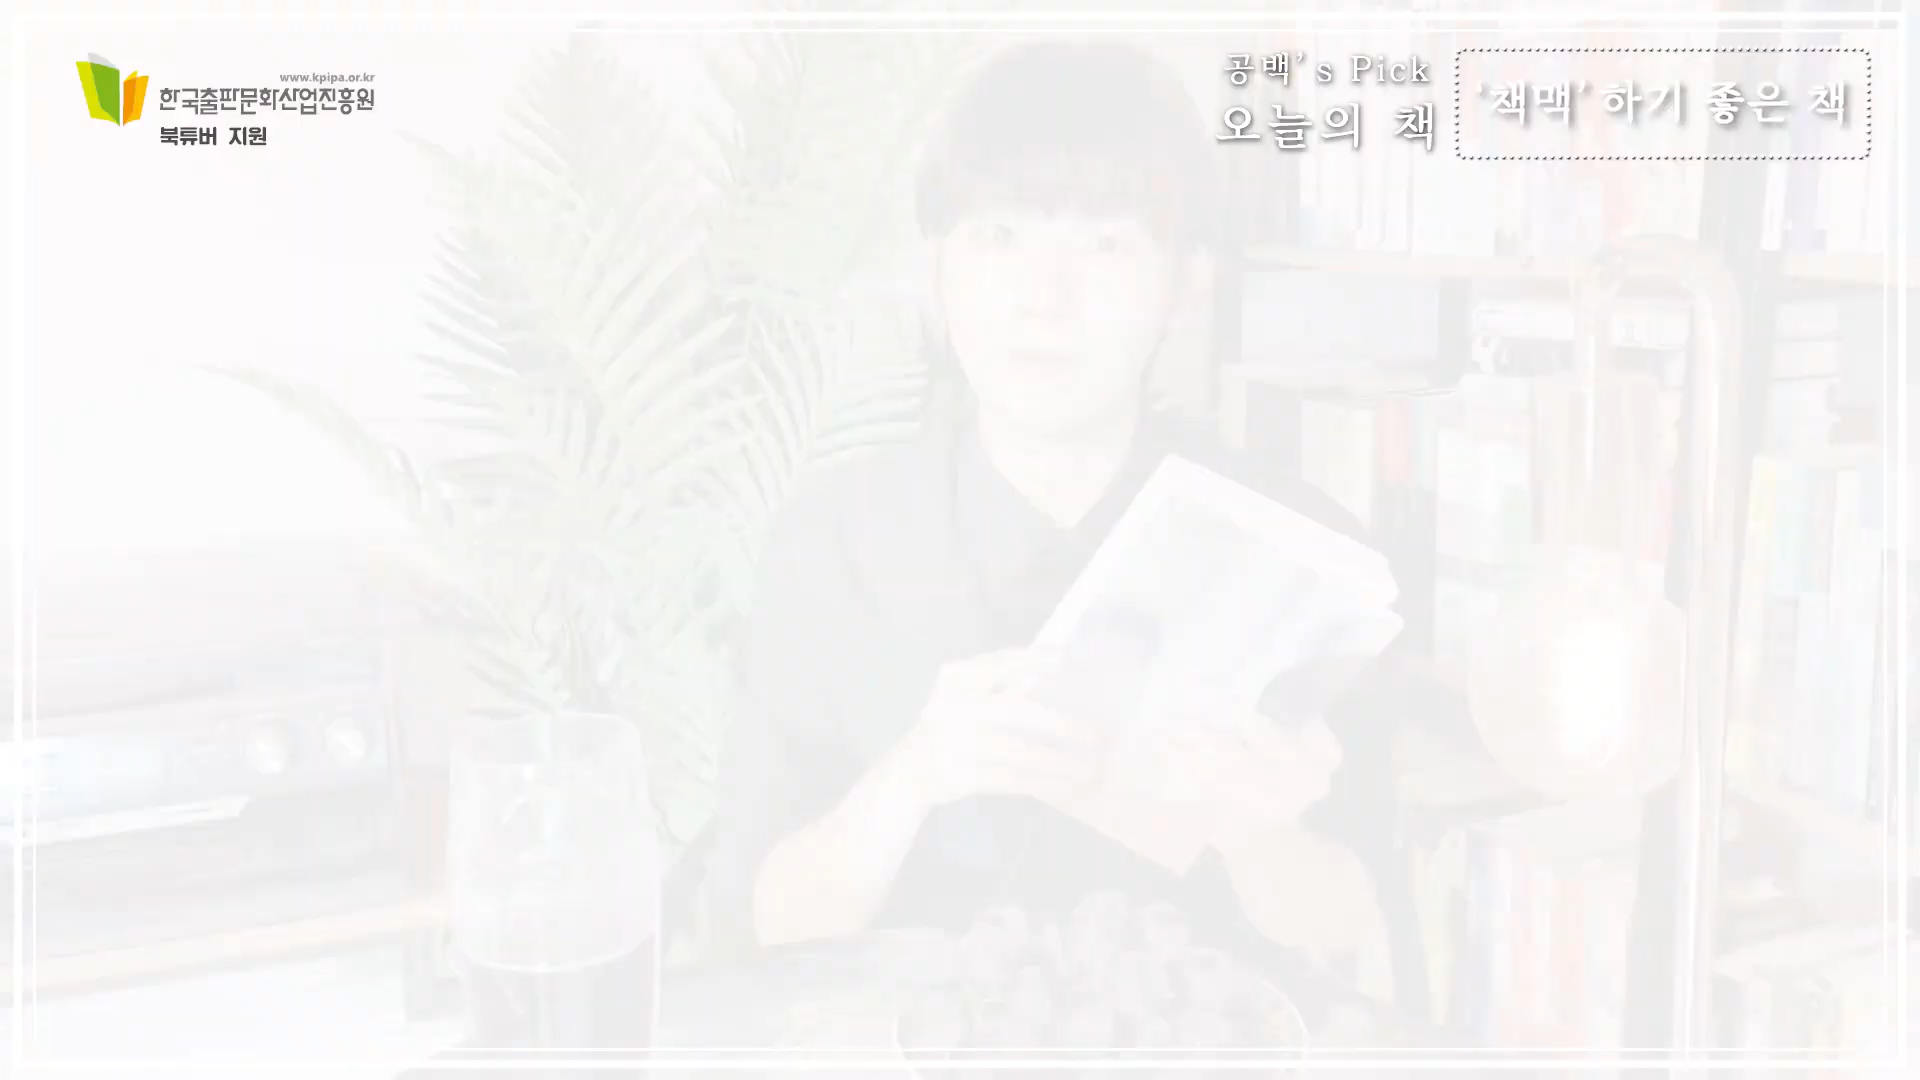 www.kpipa.or.kr
한국출판문화산업진흥원
북튜버 지원
공백's Pick
오늘의 책
'책맥' 하기 좋은 책